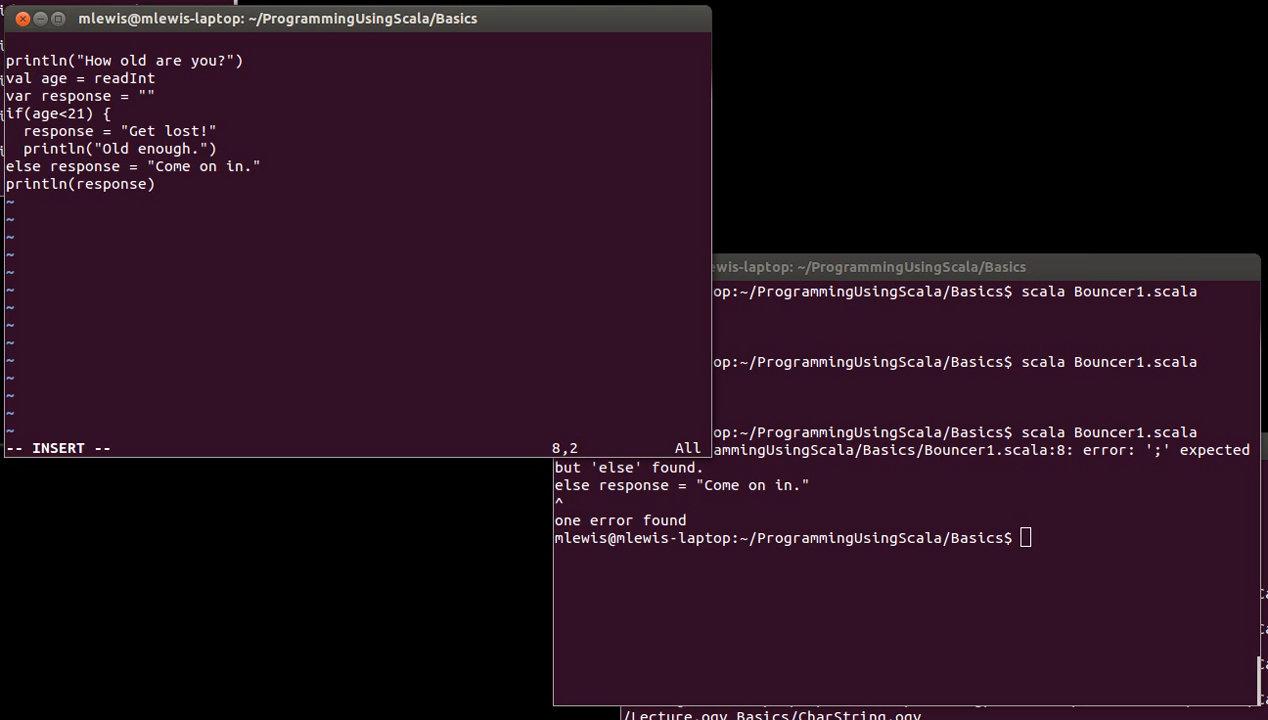 mlewis@mlewis-laptop: ~/ProgrammingUsingScala/Basics
println("How old are you?")
val age = readInt
var response = ""
if(age<21) {
  response = "Get lost!"
  println("Old enough.")
else response = "Come on in."
println(response)
~
~
~
~
~
~
~
~
~
~
~
~
~
~
-- INSERT --                                                  8,2           All
ewis-laptop: ~/ProgrammingUsingScala/Basics
op:~/ProgrammingUsingScala/Basics$ scala Bouncer1.scala
op:~/ProgrammingUsingScala/Basics$ scala Bouncer1.scala
op:~/ProgrammingUsingScala/Basics$ scala Bouncer1.scala
ammingUsingScala/Basics/Bouncer1.scala:8: error: ';' expected
but 'else' found.
else response = "Come on in."
^
one error found
mlewis@mlewis-laptop:~/ProgrammingUsingScala/Basics$
/Lecture.ogv Basics/CharString.ogv